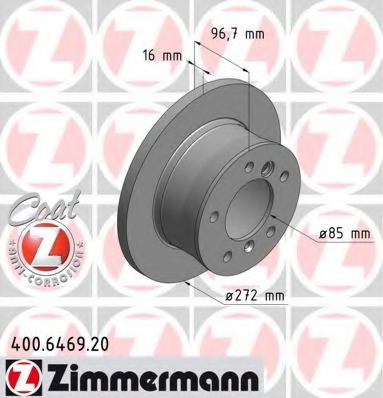 96,7 mm
16 mm
Coat
Z
ANTI-CORROSION
ø85 mm
ø272 mm
400.6469.20
Z Zimmermann